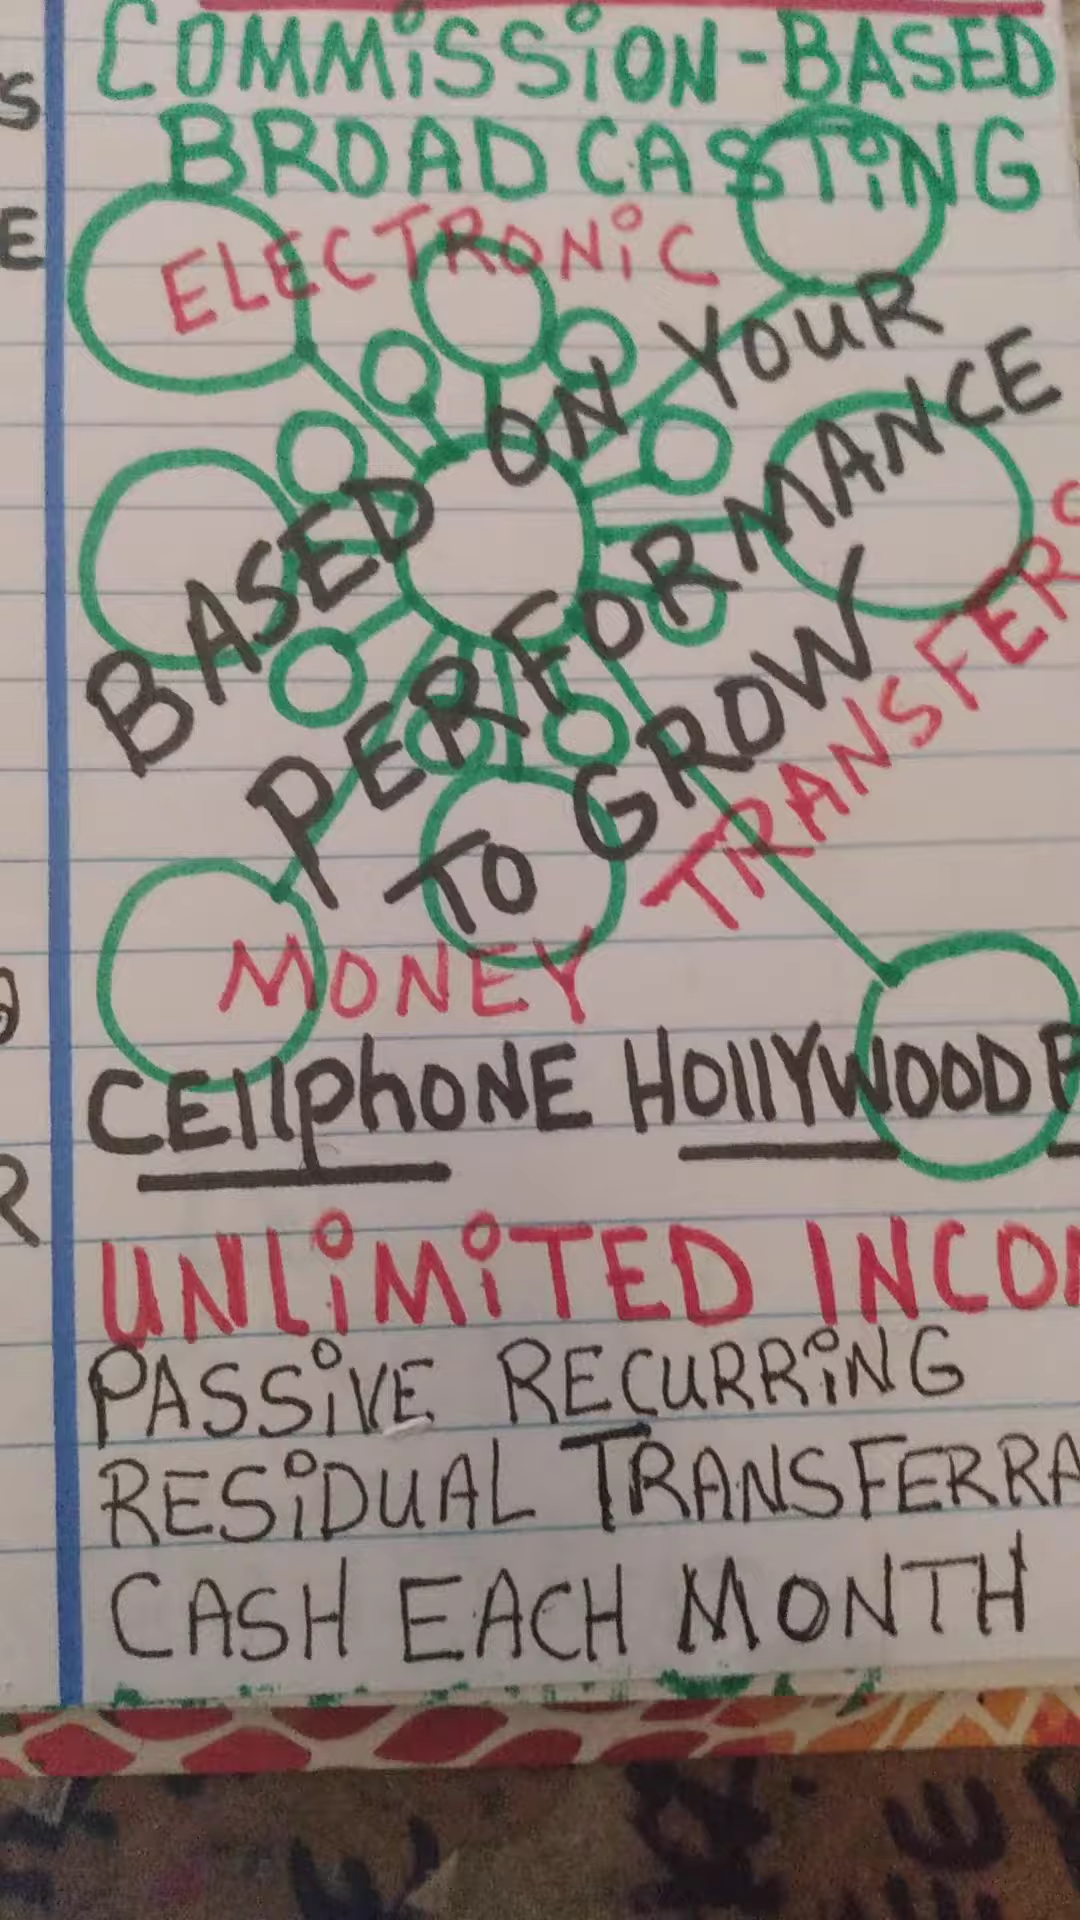 S
COMMiSSiON-BASED
BROADCASTiNG
E
ELECTRONiC
BASED ON YOUR
PERFORMANCE
TO GROW
TRANSFERS
MONEY
CEllphONE HOllYWOOD
R
UNLiMiTED INCO
PASSiVE RECURRiNG
RESiDUAL TRANSFERRA
CASH EACH MONTH